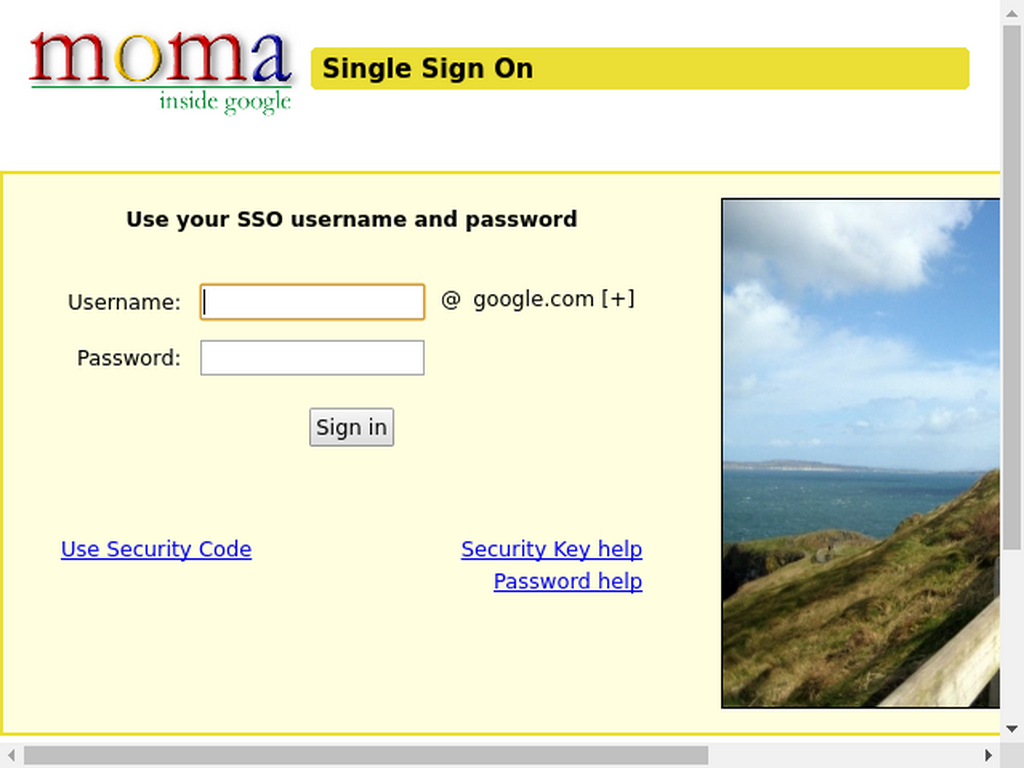 moma
inside google
Single Sign On
Use your SSO username and password
Username: @ google.com [+]
Password:
Sign in
Use Security Code Security Key help
Password help